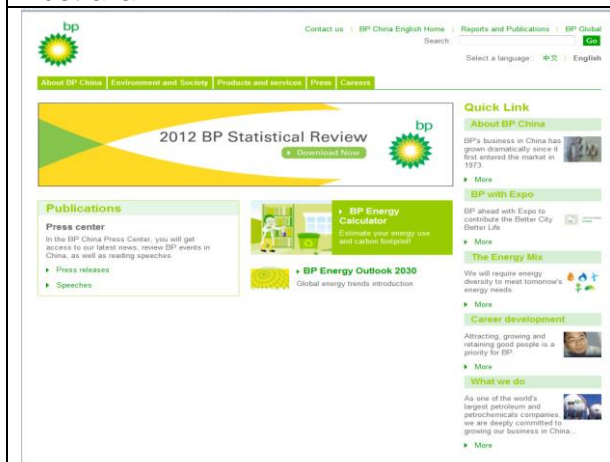 bp
Contact us | BP China English Home | Reports and Publications | BP Global
Search:
Go
Select a language : 中文 | English
About BP China
Environment and Society
Products and services
Press
Careers
2012 BP Statistical Review
Download Now
bp
Publications
Press center
In the BP China Press Center, you will get
access to our latest news, review BP events in
China, as well as reading speeches.
Press releases
Speeches
BP Energy
Calculator
Estimate your energy use
and carbon footprint!
BP Energy Outlook 2030
Global energy trends introduction
Quick Link
About BP China
BP's business in China has
grown dramatically since it
first entered the market in
1973.
More
BP with Expo
BP ahead with Expo to
contribute the Better City
Better Life
More
The Energy Mix
We will require energy
diversity to meet tomorrow's
energy needs.
More
Career development
Attracting, growing and
retaining good people is a
priority for BP.
More
What we do
As one of the world's
largest petroleum and
petrochemicals companies,
we are deeply committed to
growing our business in China...
More